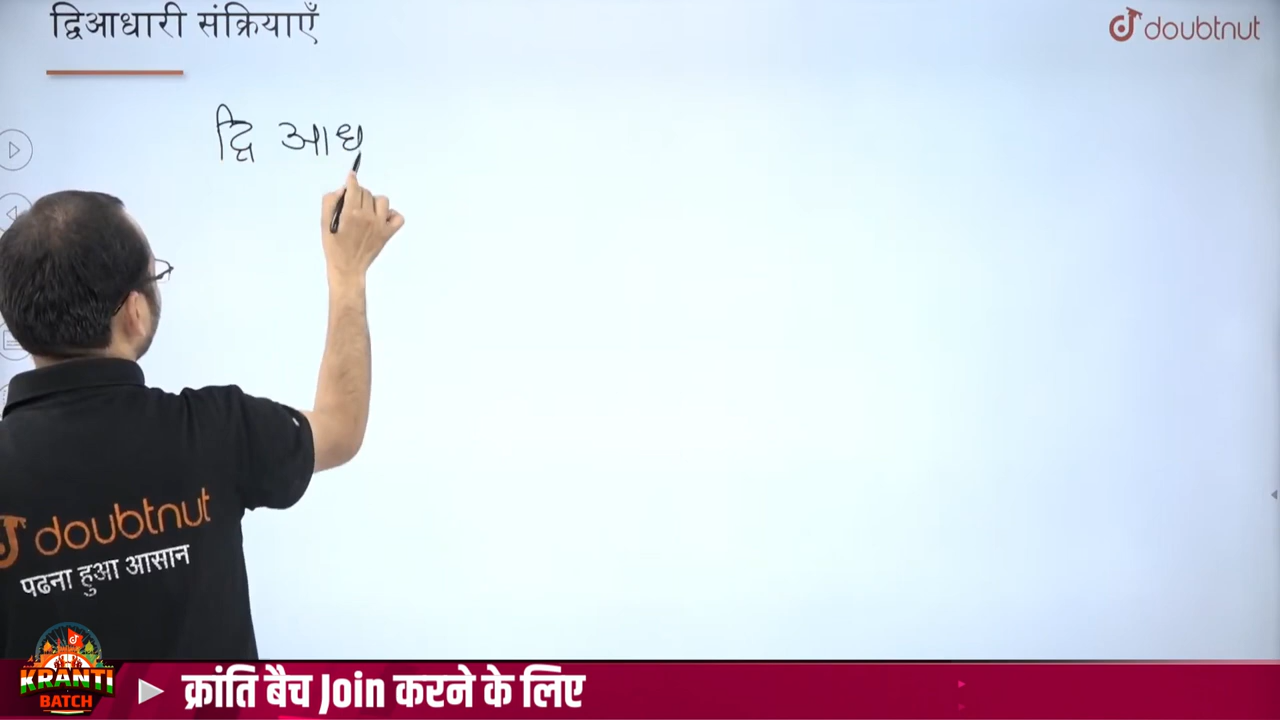 द्विआधारी संक्रियाएँ
doubtnut
द्वि आध
doubtnut
पढना हुआ आसान
KRANTI
BATCH
क्रांति बैच Join करने के लिए